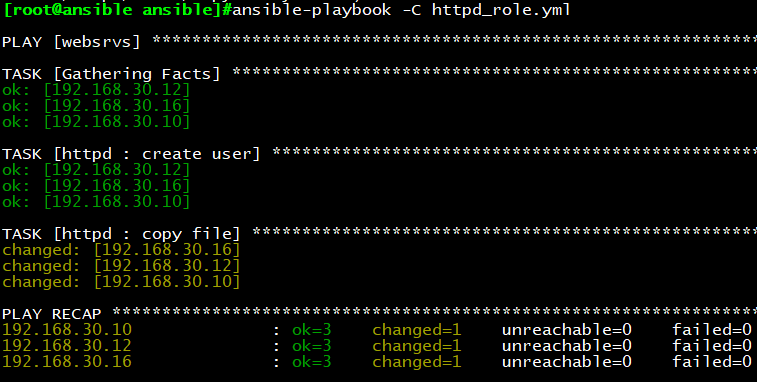 [root@ansible ansible]#ansible-playbook -C httpd_role.yml
PLAY [websrvs] *************************************************************
TASK [Gathering Facts] *****************************************************
ok: [192.168.30.12]
ok: [192.168.30.16]
ok: [192.168.30.10]
TASK [httpd : create user] *************************************************
ok: [192.168.30.12]
ok: [192.168.30.16]
ok: [192.168.30.10]
TASK [httpd : copy file] ***************************************************
changed: [192.168.30.16]
changed: [192.168.30.12]
changed: [192.168.30.10]
PLAY RECAP *****************************************************************
192.168.30.10              : ok=3    changed=1    unreachable=0    failed=0
192.168.30.12              : ok=3    changed=1    unreachable=0    failed=0
192.168.30.16              : ok=3    changed=1    unreachable=0    failed=0